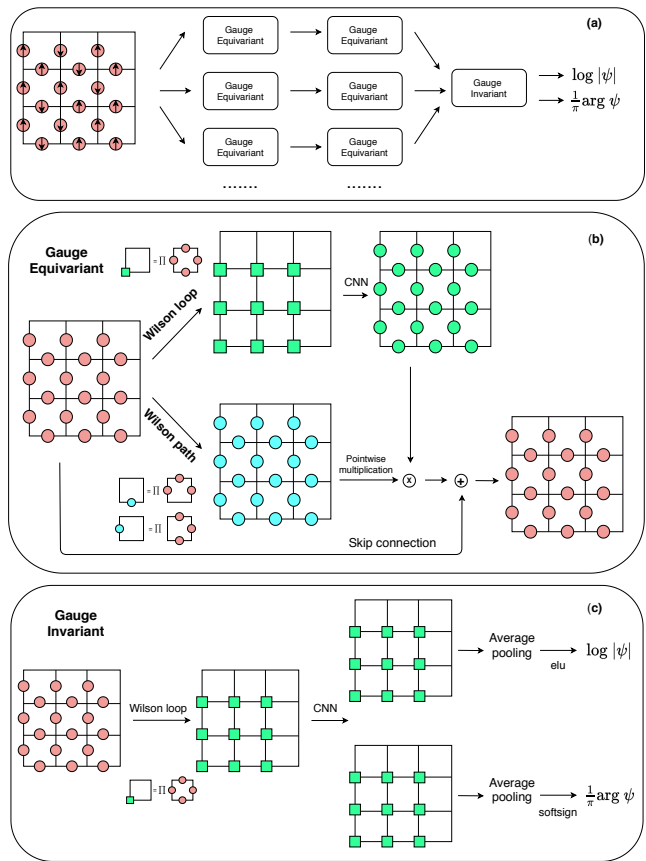 (a)
Gauge
Equivariant
Gauge
Equivariant
Gauge
Equivariant
Gauge
Equivariant
Gauge
Invariant
log |ψ|
1/π arg ψ
Gauge
Equivariant
Gauge
Equivariant
.......
.......
(b)
Gauge
Equivariant
= ∏
Wilson loop
CNN
Wilson path
Pointwise
multiplication
x
+
= ∏
= ∏
Skip connection
(c)
Gauge
Invariant
Wilson loop
CNN
= ∏
Average
pooling
elu
log |ψ|
Average
pooling
softsign
1/π arg ψ